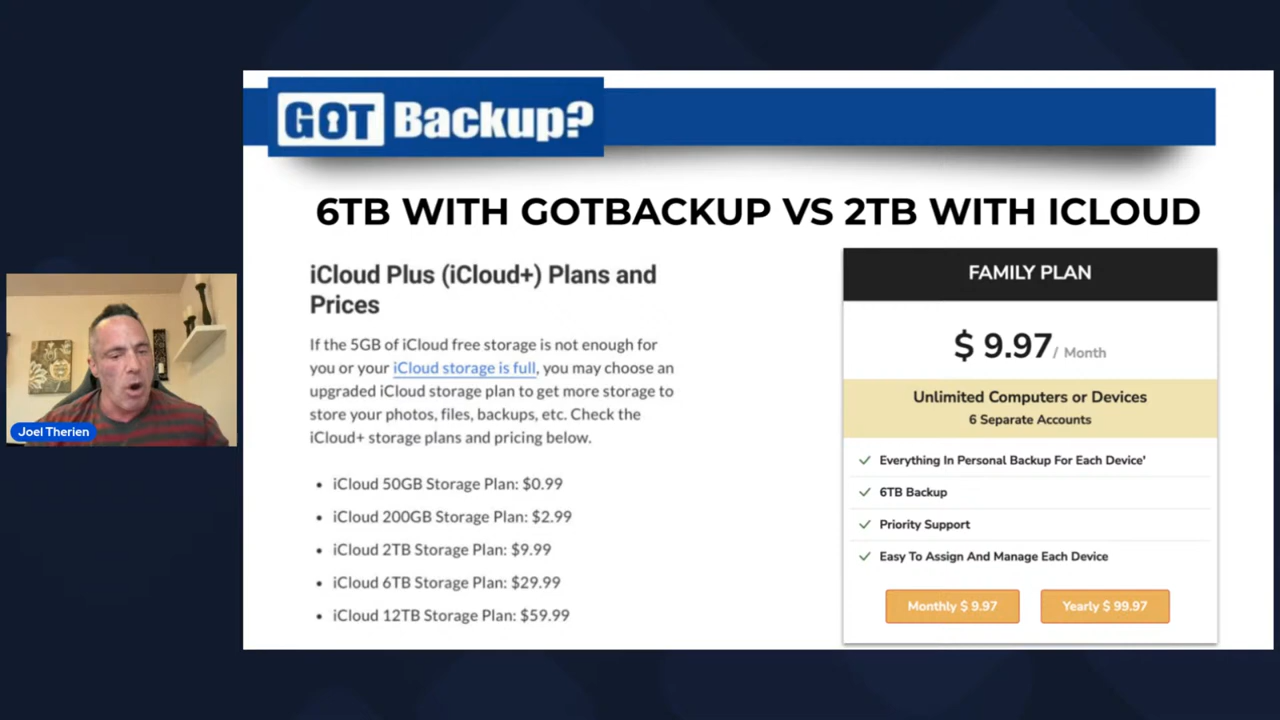 GOT Backup?
6TB WITH GOTBACKUP VS 2TB WITH ICLOUD
iCloud Plus (iCloud+) Plans and
Prices
If the 5GB of iCloud free storage is not enough for
you or your iCloud storage is full, you may choose an
upgraded iCloud storage plan to get more storage to
store your photos, files, backups, etc. Check the
iCloud+ storage plans and pricing below.
• iCloud 50GB Storage Plan: $0.99
• iCloud 200GB Storage Plan: $2.99
• iCloud 2TB Storage Plan: $9.99
• iCloud 6TB Storage Plan: $29.99
• iCloud 12TB Storage Plan: $59.99
FAMILY PLAN
$ 9.97/ Month
Unlimited Computers or Devices
6 Separate Accounts
Everything In Personal Backup For Each Device'
6TB Backup
Priority Support
Easy To Assign And Manage Each Device
Monthly $ 9.97
Yearly $ 99.97
Joel Therien